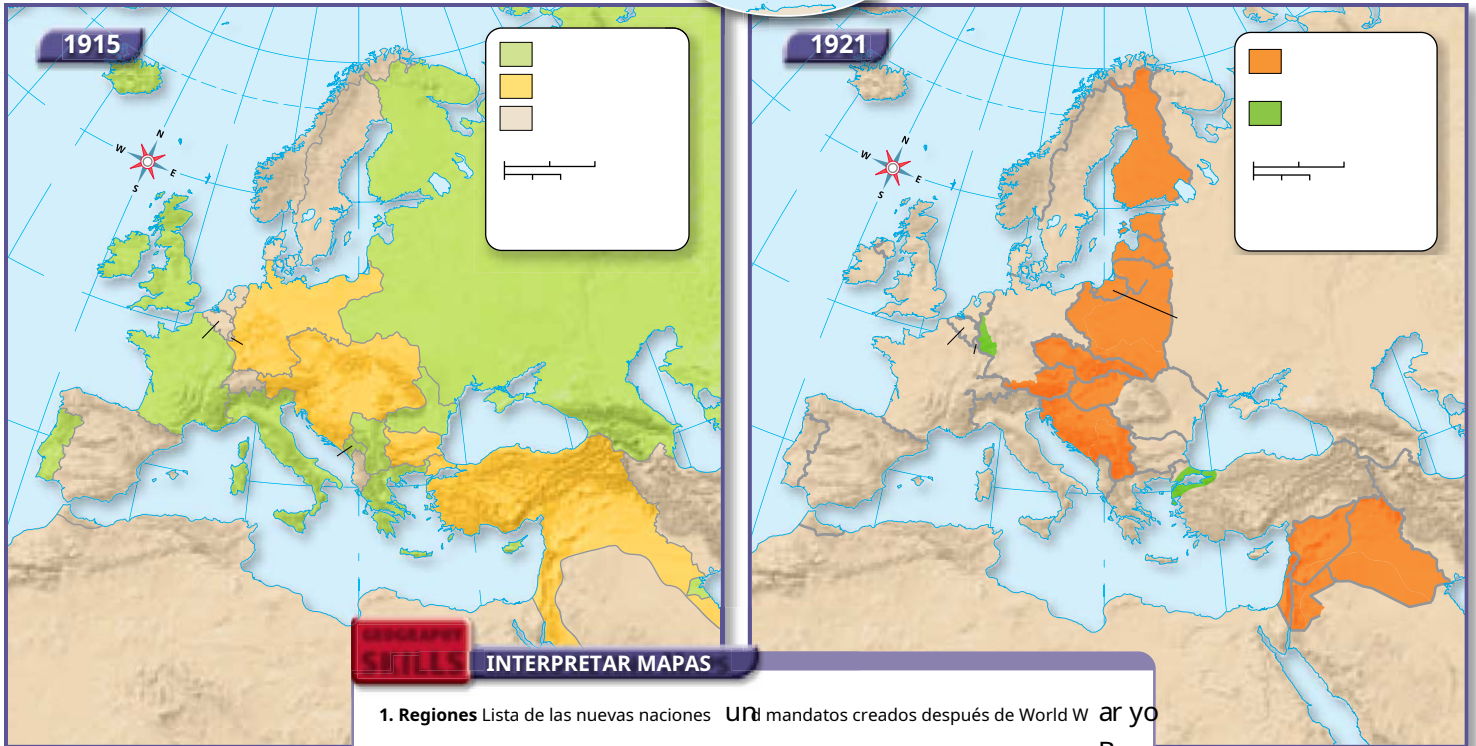 1915
1921
N
W
E
S
N
W
E
S
GEOGRAPHY
SKILLS
INTERPRETAR MAPAS
1. Regiones Lista de las nuevas naciones un d mandatos creados después de World W ar yo